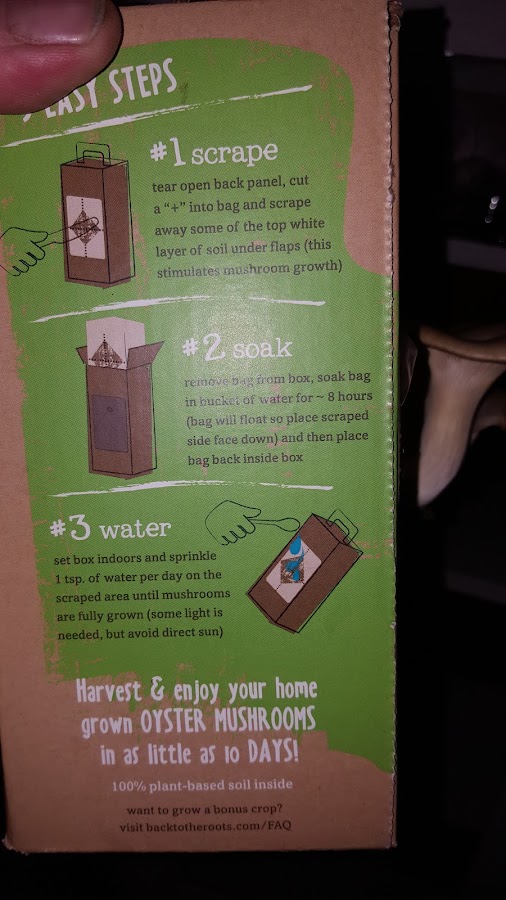 EASY STEPS
#1 scrape
tear open back panel, cut
a "+" into bag and scrape
away some of the top white
layer of soil under flaps (this
stimulates mushroom growth)
#2 soak
remove bag from box, soak bag
in bucket of water for ~ 8 hours
(bag will float so place scraped
side face down) and then place
bag back inside box
#3 water
set box indoors and sprinkle
1 tsp. of water per day on the
scraped area until mushrooms
are fully grown (some light is
needed, but avoid direct sun)
Harvest & enjoy your home
grown OYSTER MUSHROOMS
in as little as 10 DAYS!
100% plant-based soil inside
want to grow a bonus crop?
visit backtotheroots.com/FAQ